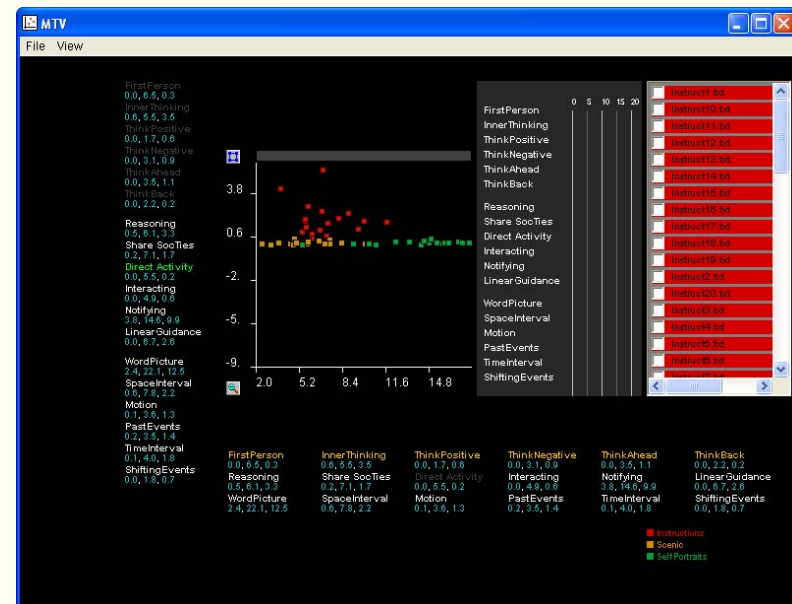 MTV
File View
FirstPerson
0.0, 6.5, 0.3
InnerThinking
0.6, 5.5, 3.5
ThinkPositive
0.0, 1.7, 0.6
ThinkNegative
0.0, 3.1, 0.9
ThinkAhead
0.0, 3.5, 1.1
ThinkBack
0.0, 2.2, 0.2
Reasoning
0.5, 6.1, 3.3
Share SocTies
0.2, 7.1, 1.7
Direct Activity
0.0, 5.5, 0.2
Interacting
0.0, 4.9, 0.6
Notifying
3.8, 14.6, 9.9
LinearGuidance
0.0, 6.7, 2.6
WordPicture
2.4, 22.1, 12.5
SpaceInterval
0.6, 7.8, 2.2
Motion
0.1, 3.6, 1.3
PastEvents
0.2, 3.5, 1.4
TimeInterval
0.1, 4.0, 1.8
ShiftingEvents
0.0, 1.8, 0.7
3.8
0.6
-2.
-5.
-9.
2.0 5.2 8.4 11.6 14.8
0 5 10 15 20
FirstPerson
InnerThinking
ThinkPositive
ThinkNegative
ThinkAhead
ThinkBack
Reasoning
Share SocTies
Direct Activity
Interacting
Notifying
LinearGuidance
WordPicture
SpaceInterval
Motion
PastEvents
TimeInterval
ShiftingEvents
Instruct1.txt
Instruct10.txt
Instruct11.txt
Instruct12.txt
Instruct13.txt
Instruct14.txt
Instruct15.txt
Instruct16.txt
Instruct17.txt
Instruct18.txt
Instruct19.txt
Instruct2.txt
Instruct20.txt
Instruct3.txt
Instruct4.txt
Instruct5.txt
Instruct6.txt
FirstPerson InnerThinking ThinkPositive ThinkNegative ThinkAhead ThinkBack
0.0, 6.5, 0.3 0.6, 5.5, 3.5 0.0, 1.7, 0.6 0.0, 3.1, 0.9 0.0, 3.5, 1.1 0.0, 2.2, 0.2
Reasoning Share SocTies Direct Activity Interacting Notifying LinearGuidance
0.5, 6.1, 3.3 0.2, 7.1, 1.7 0.0, 5.5, 0.2 0.0, 4.9, 0.6 3.8, 14.6, 9.9 0.0, 6.7, 2.6
WordPicture SpaceInterval Motion PastEvents TimeInterval ShiftingEvents
2.4, 22.1, 12.5 0.6, 7.8, 2.2 0.1, 3.6, 1.3 0.2, 3.5, 1.4 0.1, 4.0, 1.8 0.0, 1.8, 0.7
Instructions
Scenic
SelfPortraits